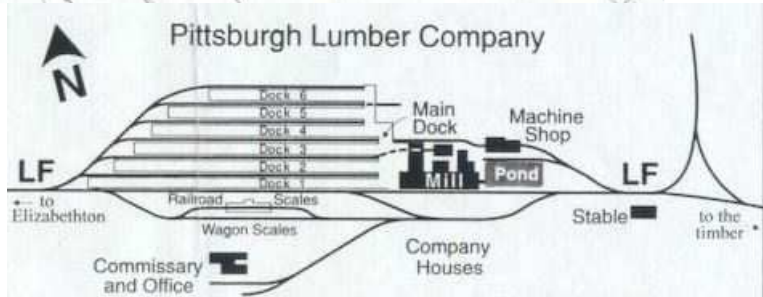 Pittsburgh Lumber Company
N
Dock 6
Dock 5
Dock 4
Dock 3
Dock 2
Dock 1
Main
Dock
Machine
Shop
LF
Mill
Pond
LF
← to
Elizabethton
Railroad Scales
Wagon Scales
Stable
to the
timber
Commissary
and Office
Company
Houses